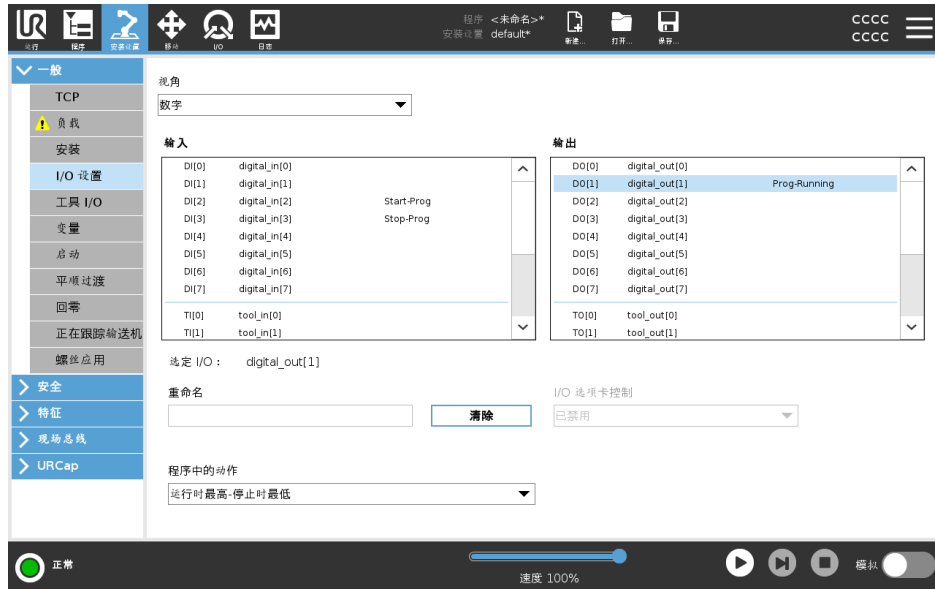 程序 <未命名>*
安装设置 default*
CCCC
CCCC
运行 程序 安装设置 移动 I/O 日志 新建... 打开... 保存...
一般
TCP
负载
安装
I/O 设置
工具 I/O
变量
启动
平顺过渡
回零
正在跟踪输送机
螺丝应用
安全
特征
现场总线
URCap
视角
数字
输入
DI[0] digital_in[0]
DI[1] digital_in[1]
DI[2] digital_in[2] Start-Prog
DI[3] digital_in[3] Stop-Prog
DI[4] digital_in[4]
DI[5] digital_in[5]
DI[6] digital_in[6]
DI[7] digital_in[7]
TI[0] tool_in[0]
TI[1] tool_in[1]
输出
DO[0] digital_out[0]
DO[1] digital_out[1] Prog-Running
DO[2] digital_out[2]
DO[3] digital_out[3]
DO[4] digital_out[4]
DO[5] digital_out[5]
DO[6] digital_out[6]
DO[7] digital_out[7]
TO[0] tool_out[0]
TO[1] tool_out[1]
选定 I/O： digital_out[1]
重命名
清除
I/O 选项卡控制
已禁用
程序中的动作
运行时最高-停止时最低
正常
速度 100%
模拟